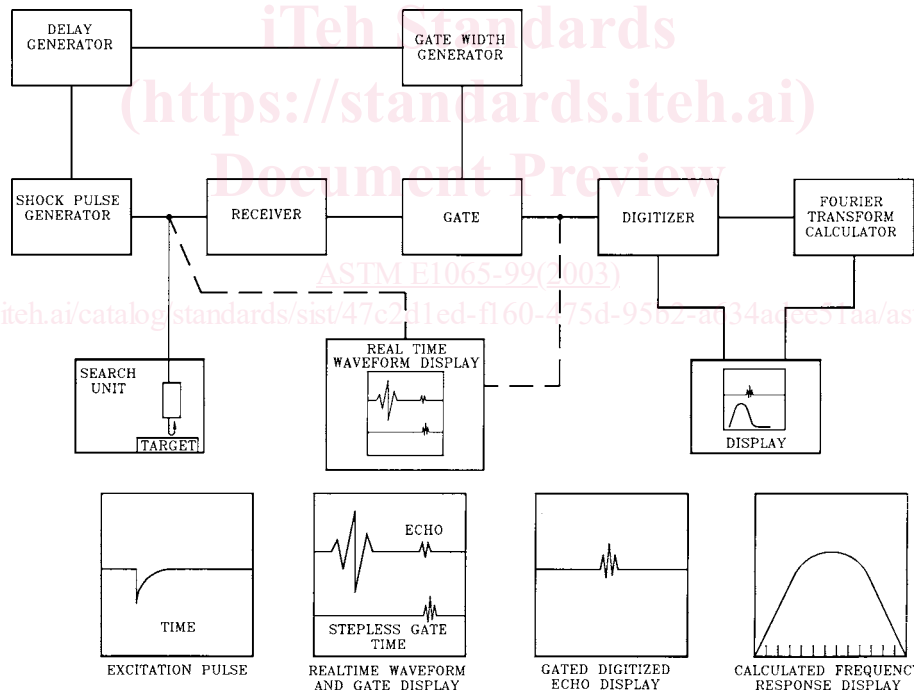 iTeh Standards
(https://standards.iteh.ai)
Document Preview
DELAY
GENERATOR
GATE WIDTH
GENERATOR
SHOCK PULSE
GENERATOR
RECEIVER
GATE
DIGITIZER
FOURIER
TRANSFORM
CALCULATOR
ASTM E1065-99(2003)
iteh.ai/catalog/standards/sist/47c2d1ed-f160-475d-95b2-a634adee51aa/as
SEARCH
UNIT
TARGET
REAL TIME
WAVEFORM DISPLAY
DISPLAY
TIME
EXCITATION PULSE
ECHO
STEPLESS GATE
TIME
REALTIME WAVEFORM
AND GATE DISPLAY
GATED DIGITIZED
ECHO DISPLAY
CALCULATED FREQUENC
RESPONSE DISPLAY